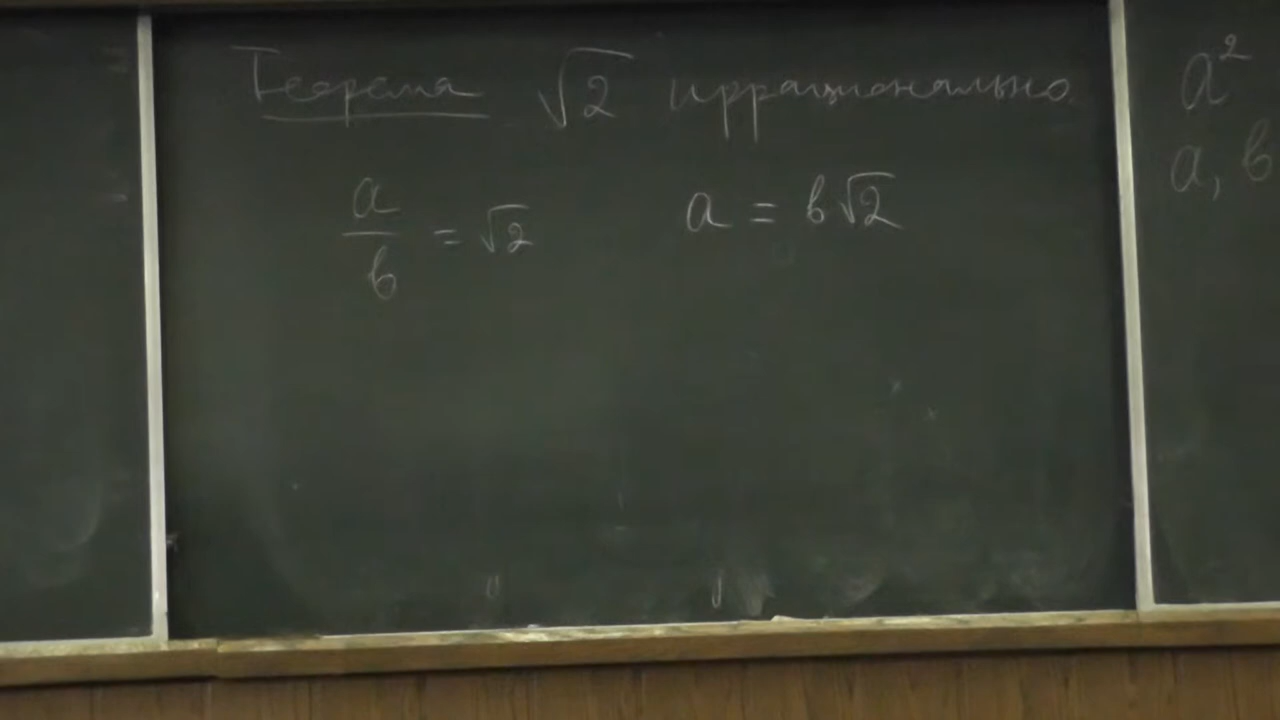 Теорема √2 иррационально
a/b = √2 a = b√2
a²
a, b